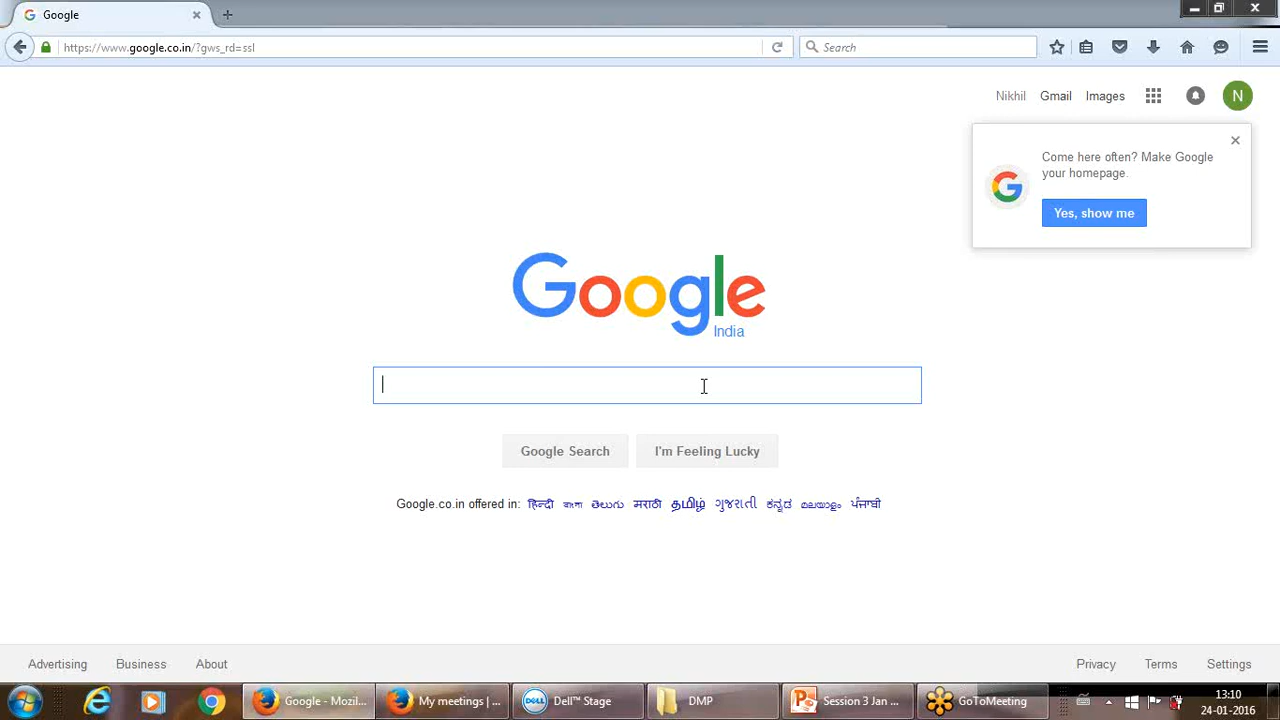 Google
https://www.google.co.in/?gws_rd=ssl
Search
Nikhil Gmail Images N
Come here often? Make Google
your homepage.
Yes, show me
Google
India
Google Search I'm Feeling Lucky
Google.co.in offered in: हिन्दी বাংলা తెలుగు मराठी தமிழ் ગુજરાતી ಕನ್ನಡ മലയാളം ਪੰਜਾਬੀ
Advertising Business About Privacy Terms Settings
Google - Mozil... My meetings | ... DELL Dell™ Stage DMP Session 3 Jan ... GoToMeeting 13:10
24-01-2016